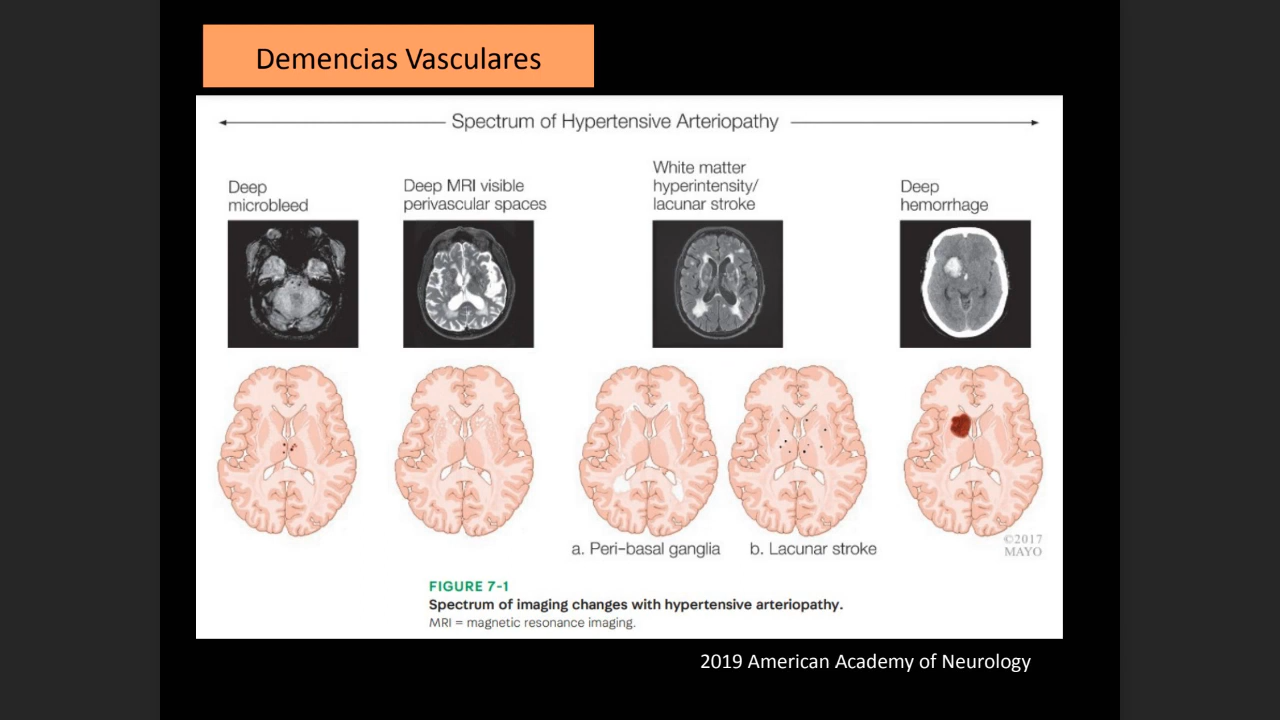 Demencias Vasculares
Spectrum of Hypertensive Arteriopathy
Deep
microbleed
Deep MRI visible
perivascular spaces
White matter
hyperintensity/
lacunar stroke
Deep
hemorrhage
a. Peri-basal ganglia
b. Lacunar stroke
©2017
MAYO
FIGURE 7-1
Spectrum of imaging changes with hypertensive arteriopathy.
MRI = magnetic resonance imaging.
2019 American Academy of Neurology